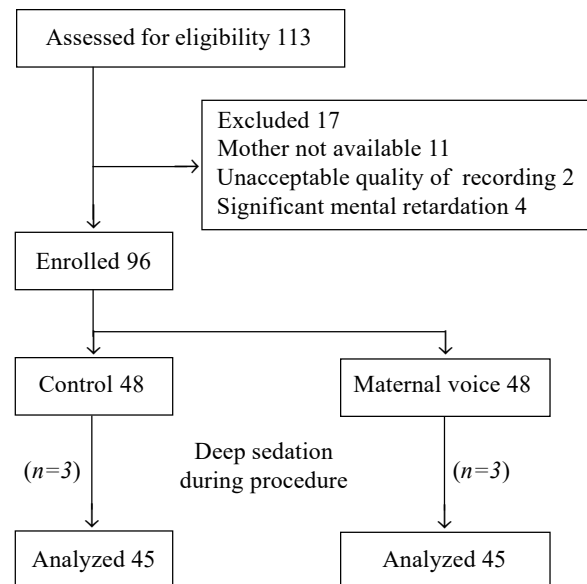 Assessed for eligibility 113
Excluded 17
Mother not available 11
Unacceptable quality of recording 2
Significant mental retardation 4
Enrolled 96
Control 48
Maternal voice 48
(n=3)
Deep sedation
during procedure
(n=3)
Analyzed 45
Analyzed 45